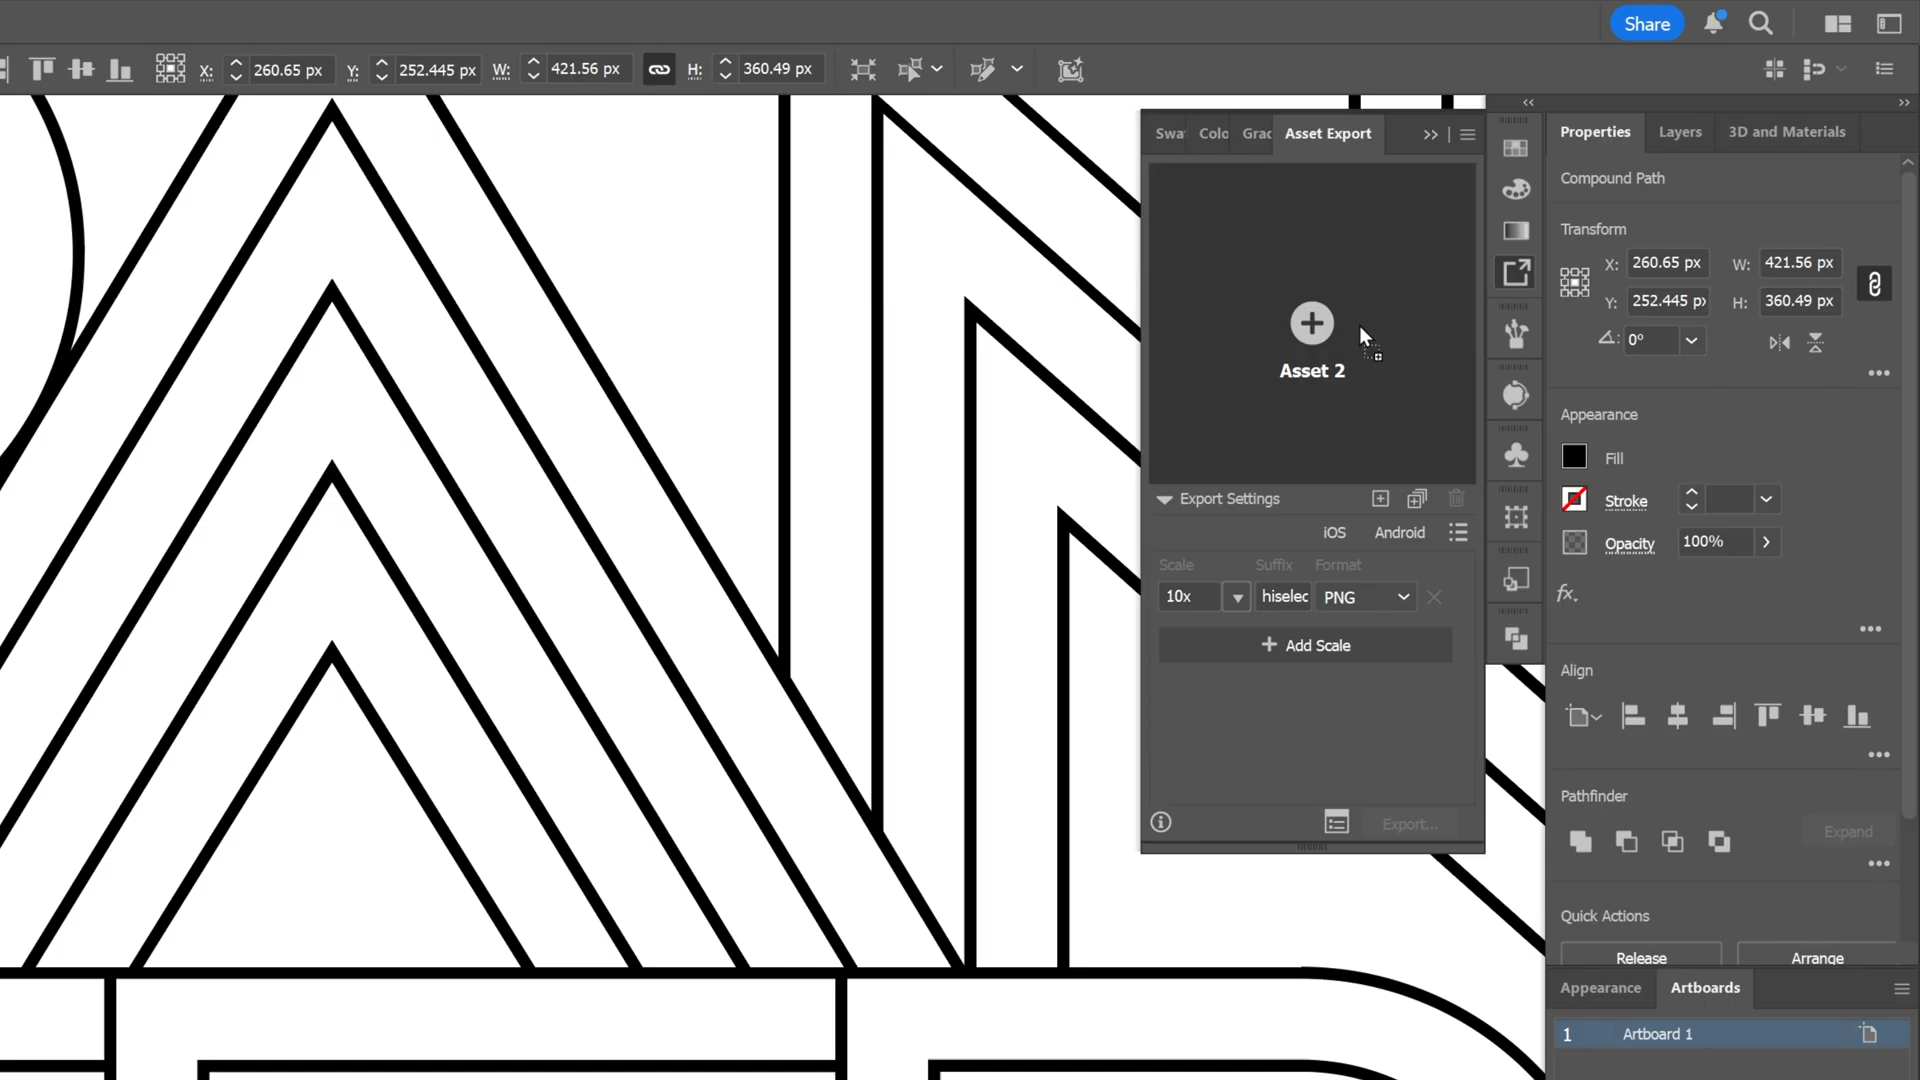 Share
X: 260.65 px Y: 252.445 px W: 421.56 px H: 360.49 px
Swa Colo Grad Asset Export
Asset 2
Export Settings
iOS Android
Scale Suffix Format
10x hiselec PNG
Add Scale
Export...
Properties Layers 3D and Materials
Compound Path
Transform
X: 260.65 px W: 421.56 px
Y: 252.445 px H: 360.49 px
0°
Appearance
Fill
Stroke
Opacity 100%
fx.
Align
Pathfinder
Expand
Quick Actions
Release Arrange
Appearance Artboards
1 Artboard 1